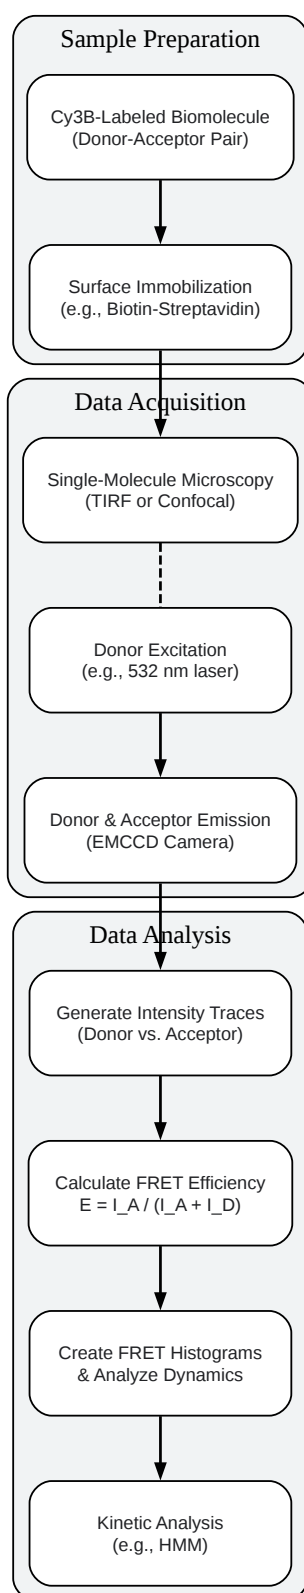 Sample Preparation
Cy3B-Labeled Biomolecule
(Donor-Acceptor Pair)
Surface Immobilization
(e.g., Biotin-Streptavidin)
Data Acquisition
Single-Molecule Microscopy
(TIRF or Confocal)
Donor Excitation
(e.g., 532 nm laser)
Donor & Acceptor Emission
(EMCCD Camera)
Data Analysis
Generate Intensity Traces
(Donor vs. Acceptor)
Calculate FRET Efficiency
E = I_A / (I_A + I_D)
Create FRET Histograms
& Analyze Dynamics
Kinetic Analysis
(e.g., HMM)